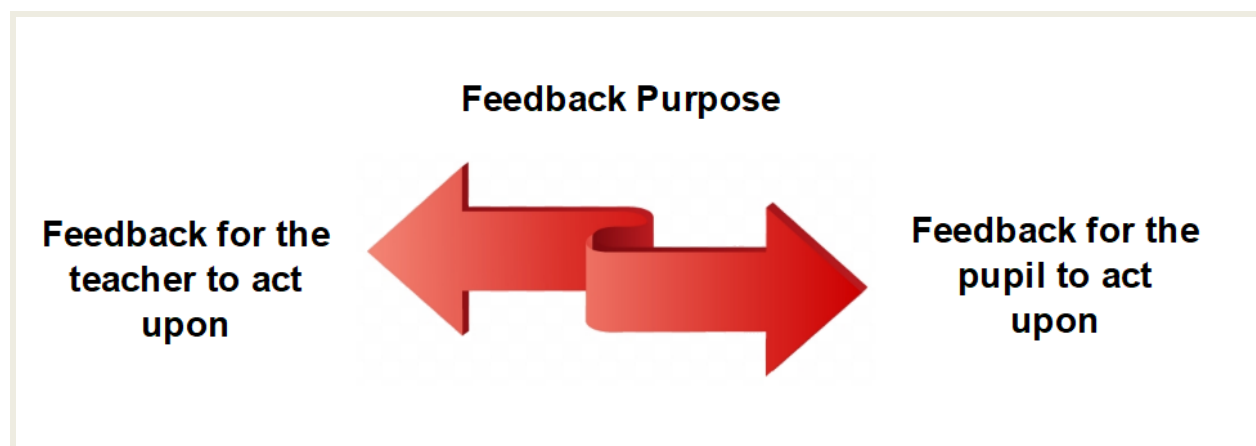 Feedback Purpose
Feedback for the
teacher to act
upon
Feedback for the
pupil to act
upon